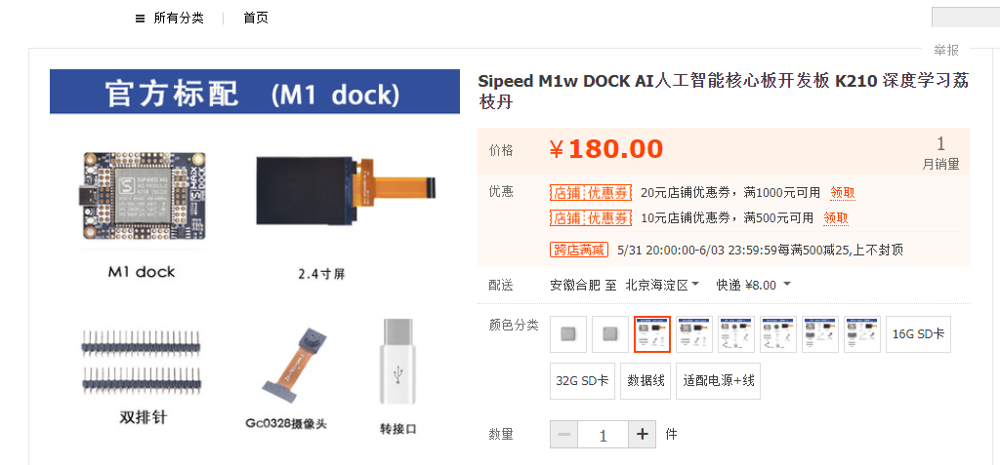 所有分类
首页
举报
官方标配 (M1 dock)
M1 dock
2.4寸屏
双排针
Gc0328摄像头
转接口
Sipeed M1w DOCK AI人工智能核心板开发板 K210 深度学习荔
枝丹
价格 ¥180.00
1
月销量
优惠 店铺 优惠券 20元店铺优惠券，满1000元可用 领取
店铺 优惠券 10元店铺优惠券，满500元可用 领取
跨店满减 5/31 20:00:00-6/03 23:59:59每满500减25,上不封顶
配送 安徽合肥 至 北京海淀区 快递 ¥8.00
颜色分类 16G SD卡
32G SD卡 数据线 适配电源+线
数量 − 1 + 件